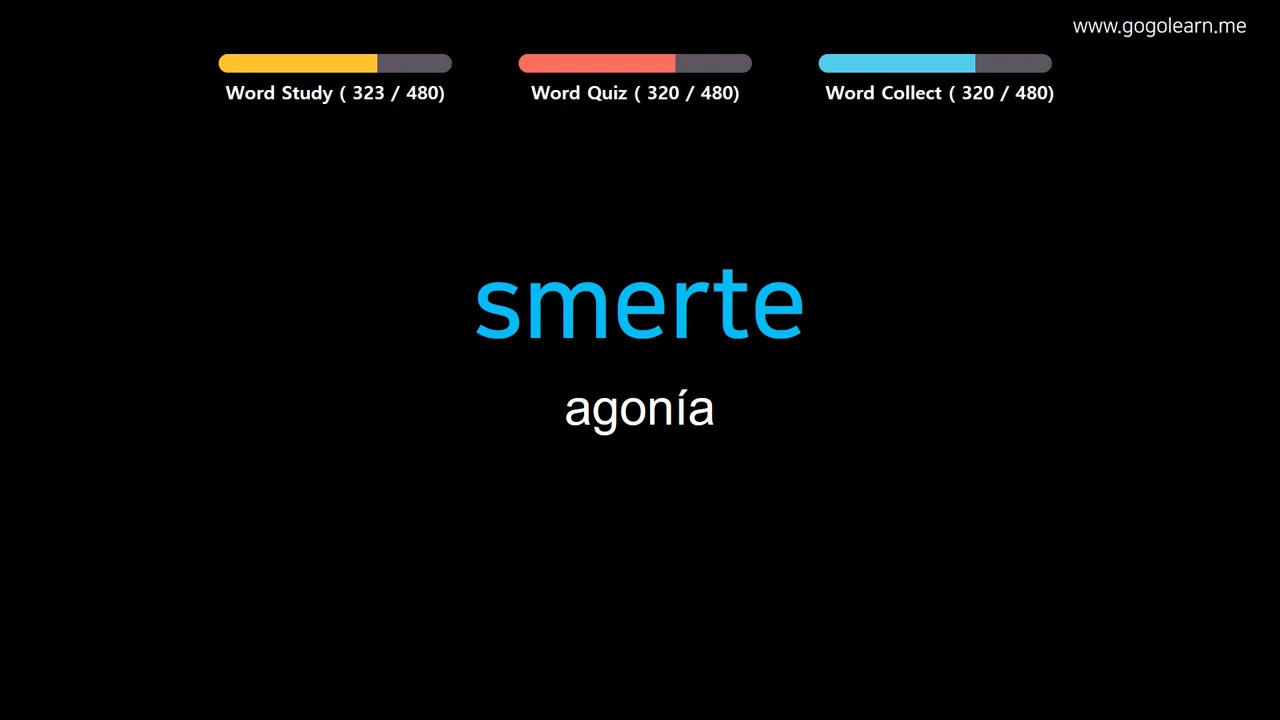 www.gogolearn.me
Word Study ( 323 / 480)
Word Quiz ( 320 / 480)
Word Collect ( 320 / 480)
smerte
agonía